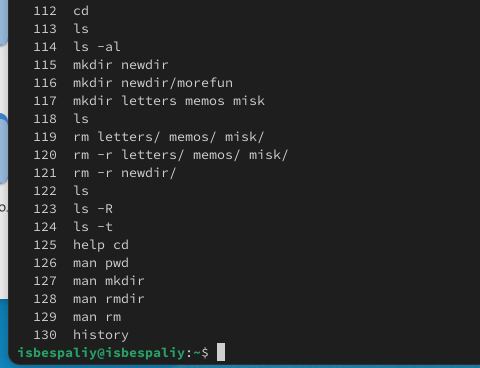 112 cd
113 ls
114 ls -al
115 mkdir newdir
116 mkdir newdir/morefun
117 mkdir letters memos misk
118 ls
119 rm letters/ memos/ misk/
120 rm -r letters/ memos/ misk/
121 rm -r newdir/
122 ls
123 ls -R
124 ls -t
125 help cd
126 man pwd
127 man mkdir
128 man rmdir
129 man rm
130 history
isbespaliy@isbespaliy:~$